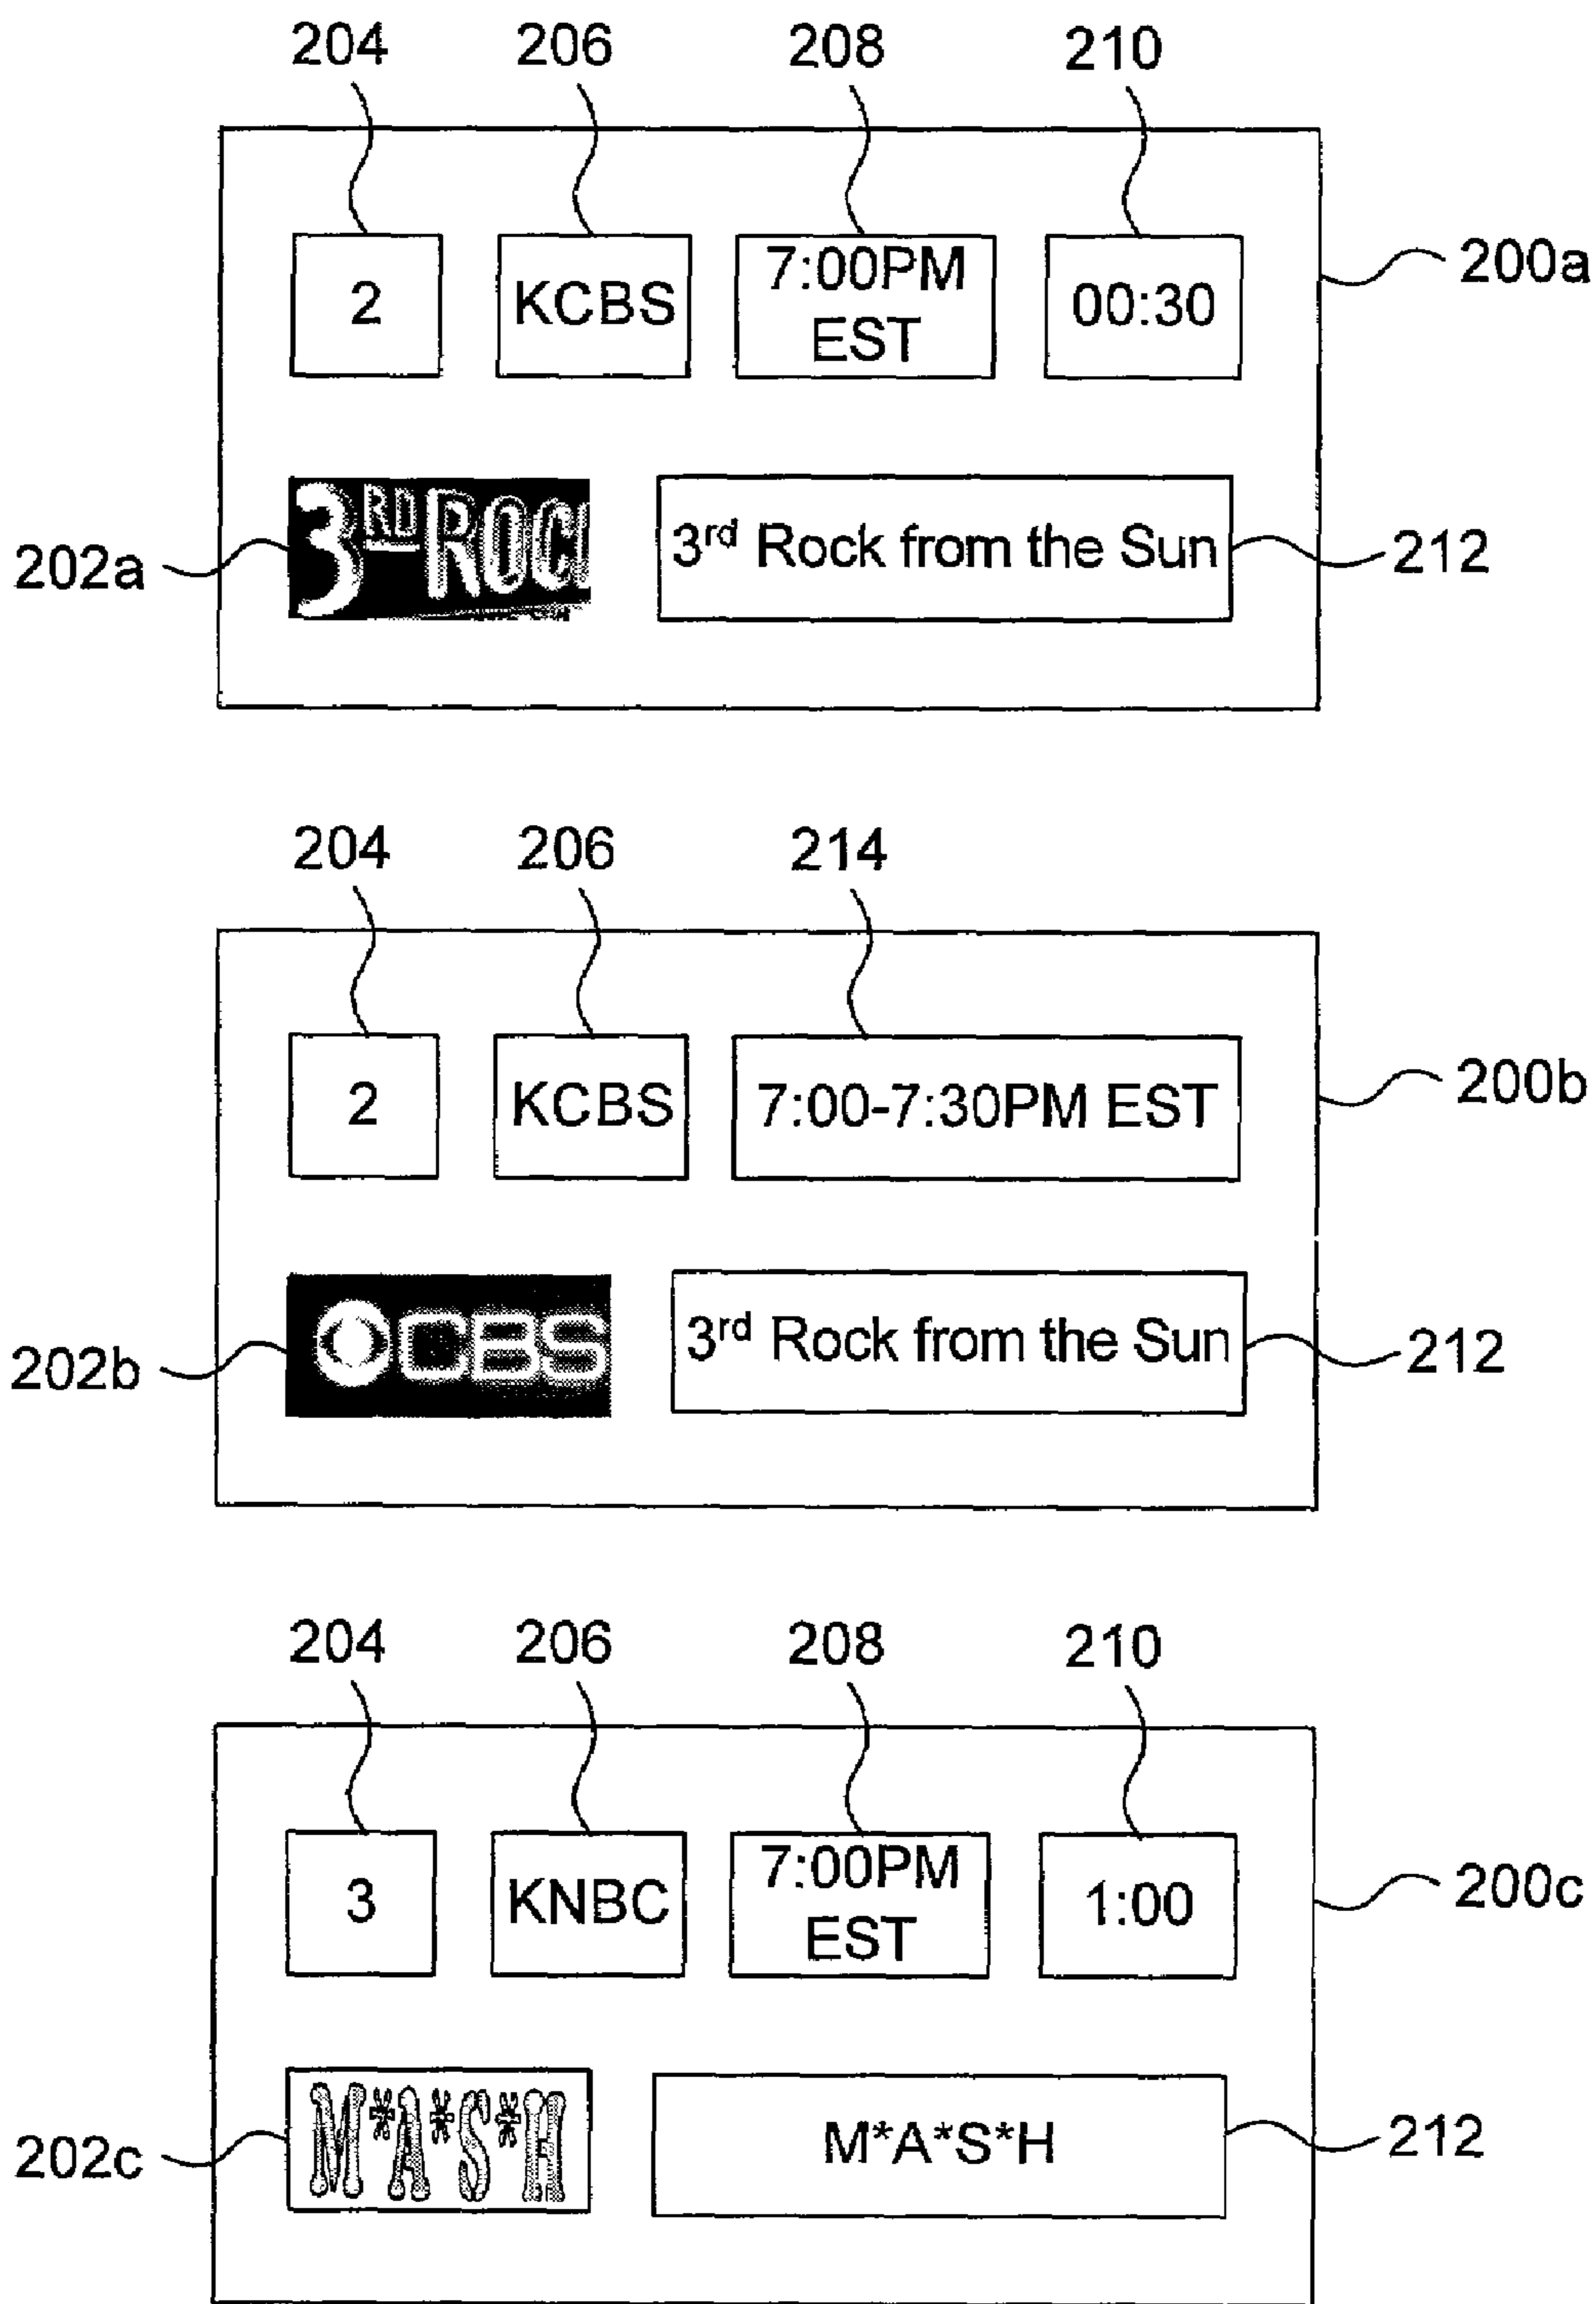 204 206 208 210
200a
2 KCBS 7:00PM EST 00:30
3RD ROC
3rd Rock from the Sun
202a 212
204 206 214
200b
2 KCBS 7:00-7:30PM EST
CBS
3rd Rock from the Sun
202b 212
204 206 208 210
200c
3 KNBC 7:00PM EST 1:00
M*A*S*H
M*A*S*H
202c 212